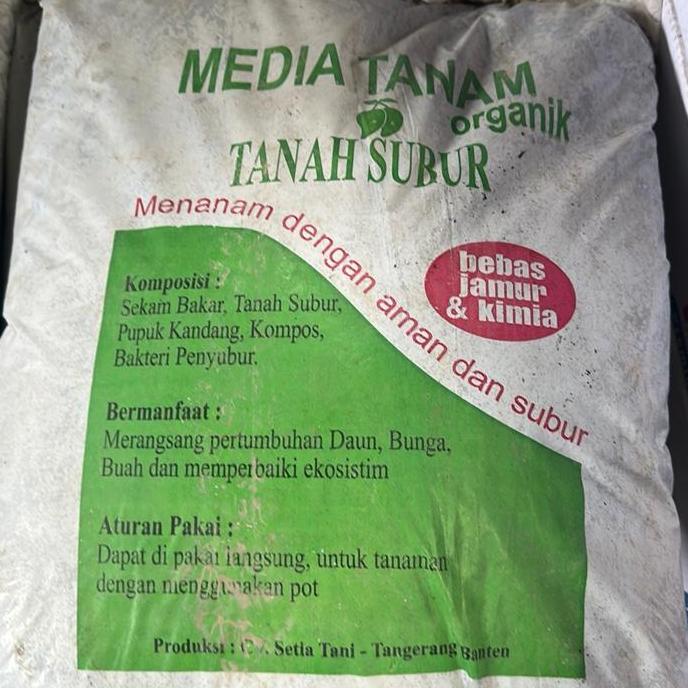 MEDIA TANAM
organik
TANAH SUBUR
Menanam dengan aman dan subur
bebas
jamur
& kimia
Komposisi :
Sekam Bakar, Tanah Subur,
Pupuk Kandang, Kompos,
Bakteri Penyubur.
Bermanfaat :
Merangsang pertumbuhan Daun, Bunga,
Buah dan memperbaiki ekosistim
Aturan Pakai :
Dapat di pakai langsung, untuk tanaman
dengan menggunakan pot
Produksi : CV. Setia Tani - Tangerang Banten